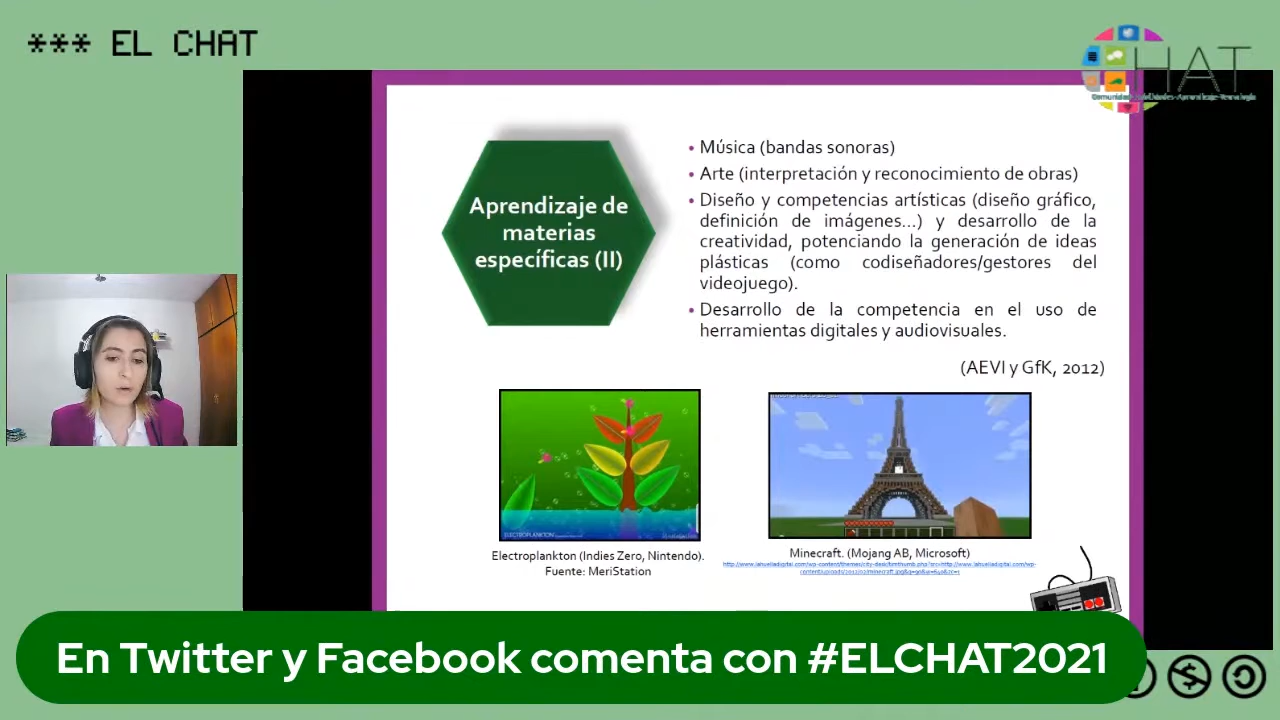 *** EL CHAT
HAT
Aprendizaje de
materias
específicas (II)
• Música (bandas sonoras)
• Arte (interpretación y reconocimiento de obras)
• Diseño y competencias artísticas (diseño gráfico,
definición de imágenes...) y desarrollo de la
creatividad, potenciando la generación de ideas
plásticas (como codiseñadores/gestores del
videojuego).
• Desarrollo de la competencia en el uso de
herramientas digitales y audiovisuales.
(AEVI y GfK, 2012)
ELECTROPLANKTON
Electroplankton (Indies Zero, Nintendo).
Fuente: MeriStation
Minecraft. (Mojang AB, Microsoft)
En Twitter y Facebook comenta con #ELCHAT2021